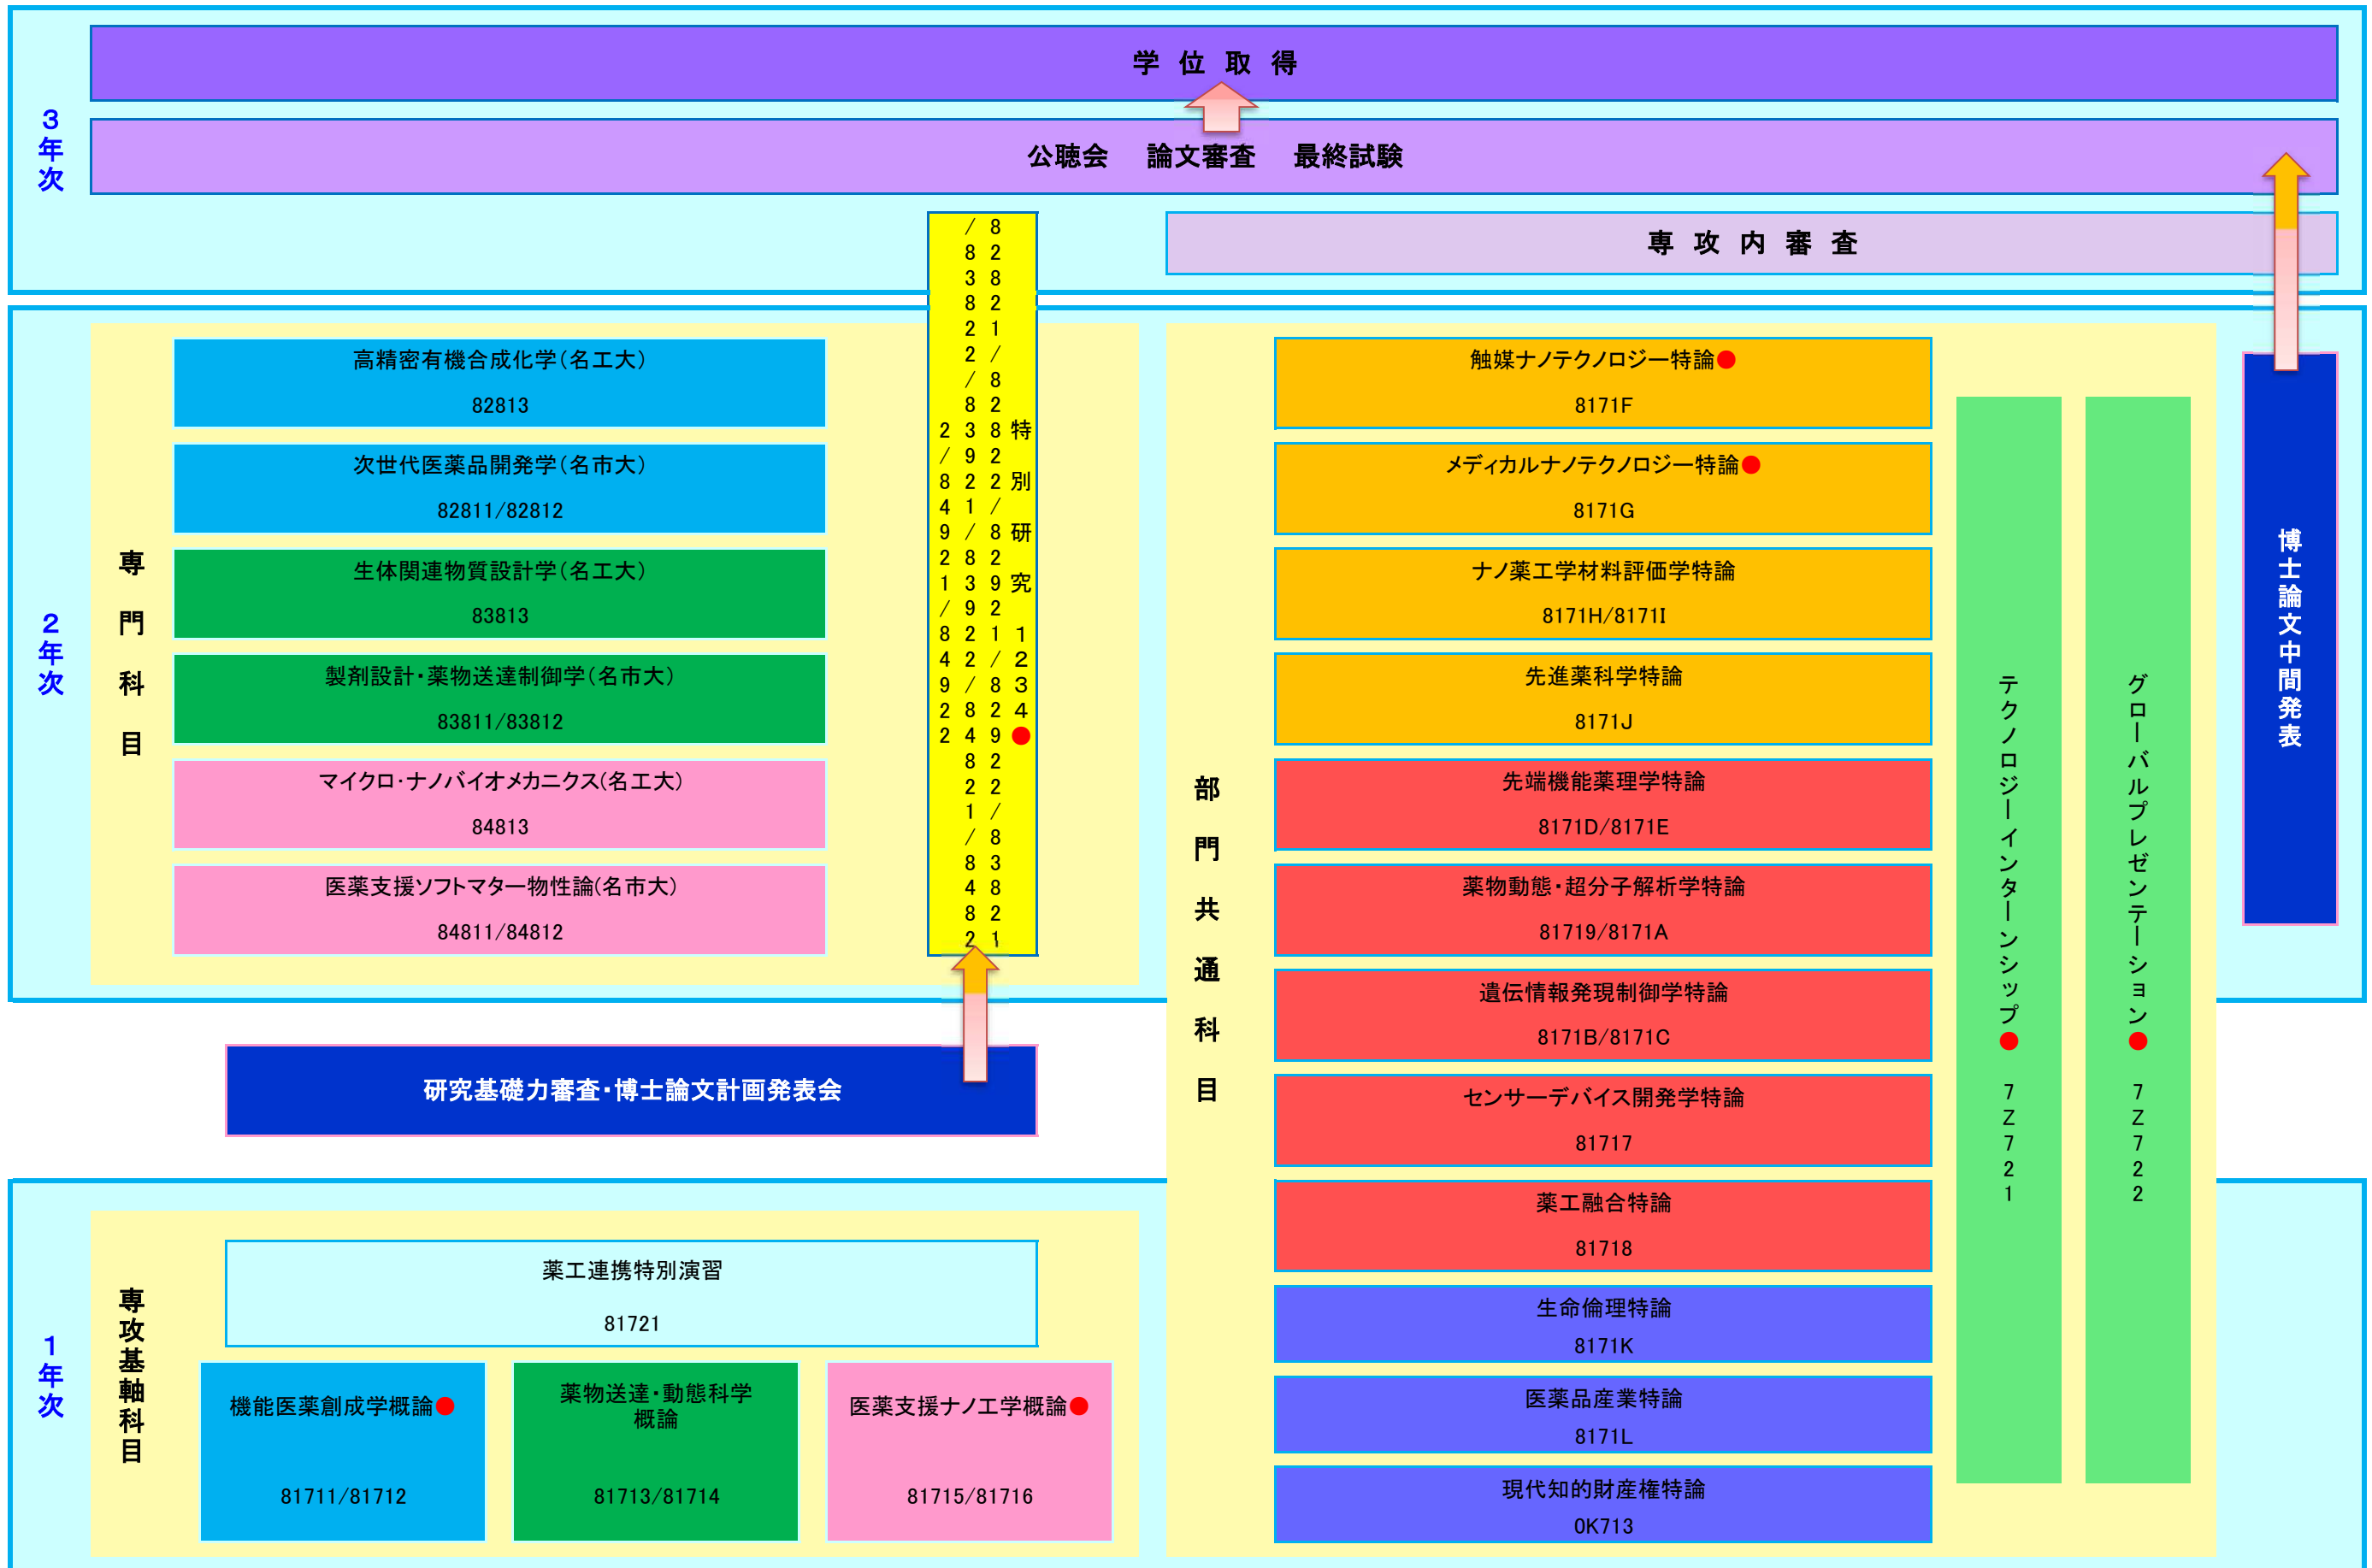 学 位 取 得
3年次
公聴会　論文審査　最終試験
専 攻 内 審 査
2年次
専門科目
高精密有機合成化学(名工大)
82813
次世代医薬品開発学(名市大)
82811/82812
生体関連物質設計学(名工大)
83813
製剤設計・薬物送達制御学(名市大)
83811/83812
マイクロ・ナノバイオメカニクス(名工大)
84813
医薬支援ソフトマター物性論(名市大)
84811/84812
特別研究 1234●
82821/82822/82921/82922/83821
/83822/83921/83922/84821/8482
2/84921/84922
部門共通科目
触媒ナノテクノロジー特論●
8171F
メディカルナノテクノロジー特論●
8171G
ナノ薬工学材料評価学特論
8171H/8171I
先進薬科学特論
8171J
先端機能薬理学特論
8171D/8171E
薬物動態・超分子解析学特論
81719/8171A
遺伝情報発現制御学特論
8171B/8171C
センサーデバイス開発学特論
81717
薬工融合特論
81718
生命倫理特論
8171K
医薬品産業特論
8171L
現代知的財産権特論
0K713
テクノロジーインターンシップ● 7Z721
グローバルプレゼンテーション● 7Z722
博士論文中間発表
研究基礎力審査・博士論文計画発表会
1年次
専攻基軸科目
薬工連携特別演習
81721
機能医薬創成学概論●
81711/81712
薬物送達・動態科学
概論
81713/81714
医薬支援ナノ工学概論●
81715/81716